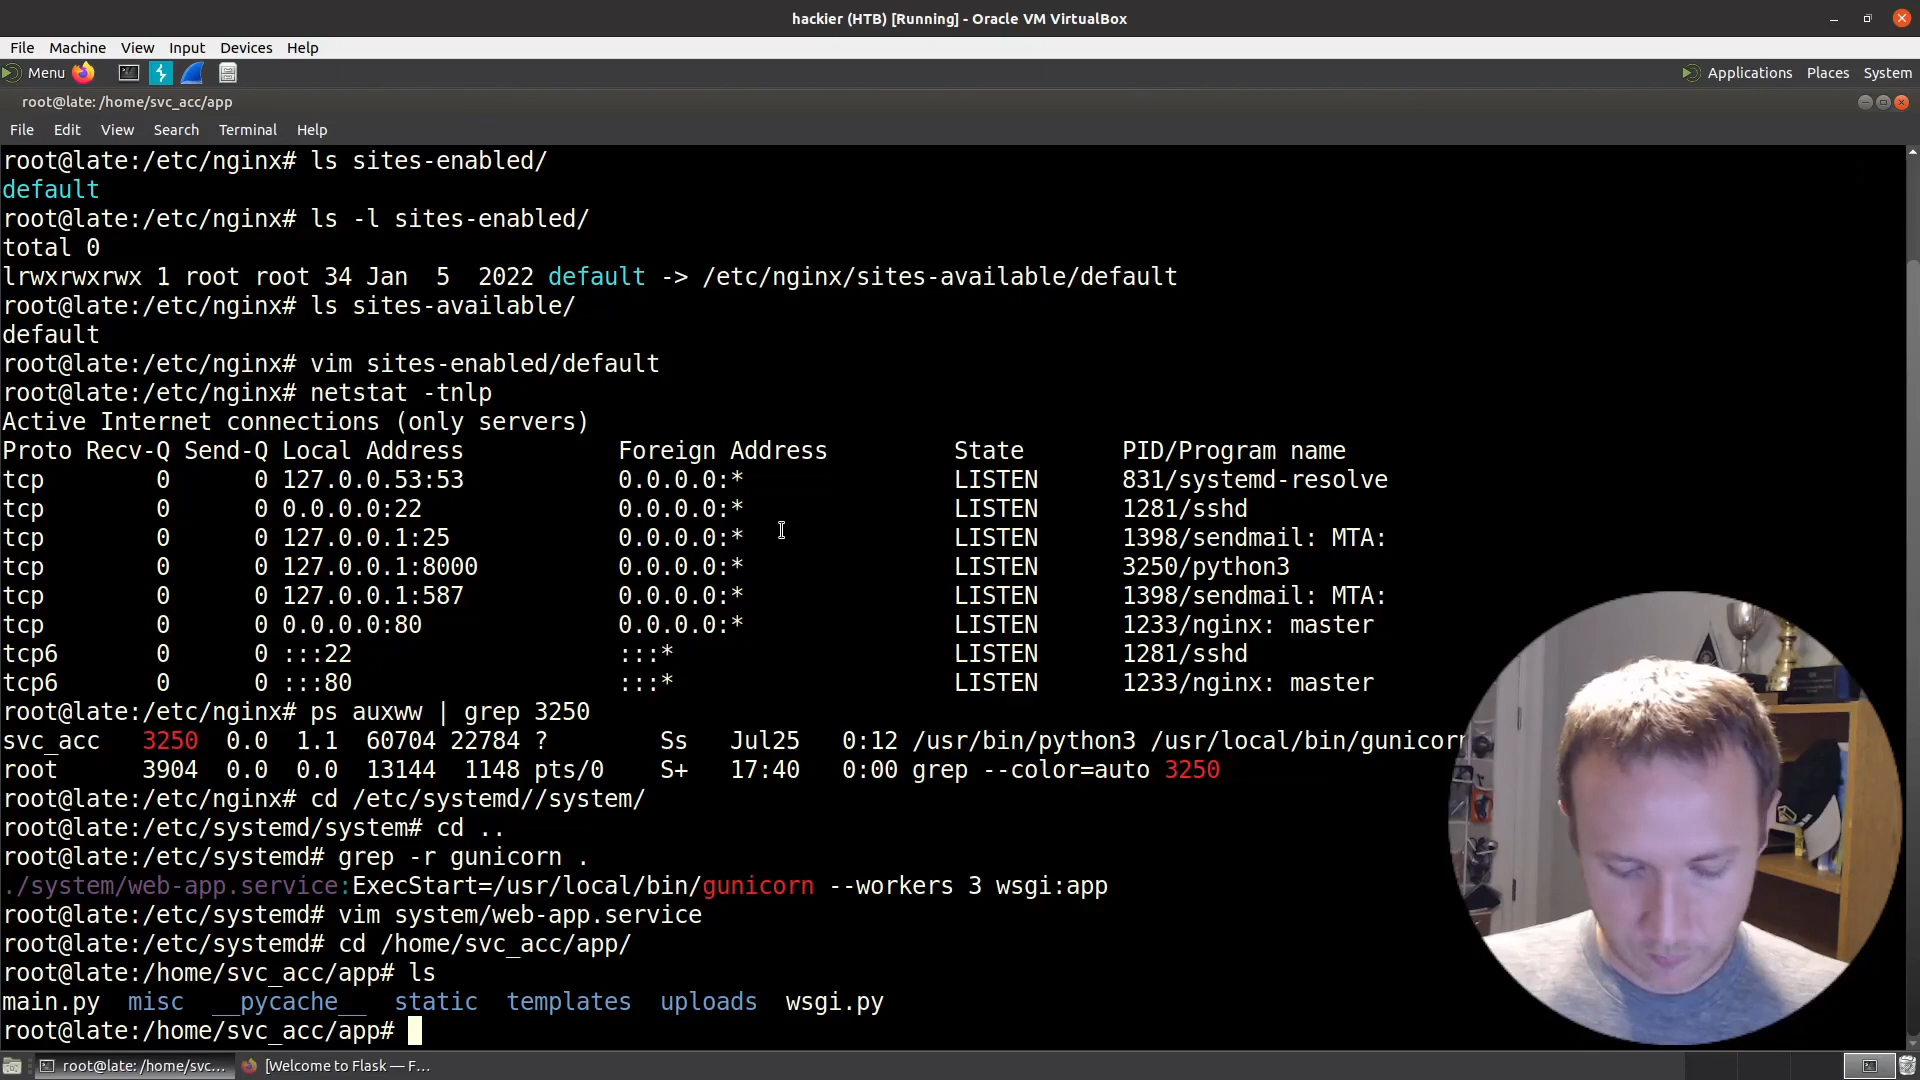 hackier (HTB) [Running] - Oracle VM VirtualBox
File Machine View Input Devices Help
Menu Applications Places System
root@late: /home/svc_acc/app
File Edit View Search Terminal Help
root@late:/etc/nginx# ls sites-enabled/
default
root@late:/etc/nginx# ls -l sites-enabled/
total 0
lrwxrwxrwx 1 root root 34 Jan  5  2022 default -> /etc/nginx/sites-available/default
root@late:/etc/nginx# ls sites-available/
default
root@late:/etc/nginx# vim sites-enabled/default
root@late:/etc/nginx# netstat -tnlp
Active Internet connections (only servers)
Proto Recv-Q Send-Q Local Address           Foreign Address         State       PID/Program name
tcp        0      0 127.0.0.53:53           0.0.0.0:*               LISTEN      831/systemd-resolve
tcp        0      0 0.0.0.0:22              0.0.0.0:*               LISTEN      1281/sshd
tcp        0      0 127.0.0.1:25            0.0.0.0:*               LISTEN      1398/sendmail: MTA:
tcp        0      0 127.0.0.1:8000          0.0.0.0:*               LISTEN      3250/python3
tcp        0      0 127.0.0.1:587           0.0.0.0:*               LISTEN      1398/sendmail: MTA:
tcp        0      0 0.0.0.0:80              0.0.0.0:*               LISTEN      1233/nginx: master
tcp6       0      0 :::22                   :::*                    LISTEN      1281/sshd
tcp6       0      0 :::80                   :::*                    LISTEN      1233/nginx: master
root@late:/etc/nginx# ps auxww | grep 3250
svc_acc   3250  0.0  1.1  60704 22784 ?        Ss   Jul25   0:12 /usr/bin/python3 /usr/local/bin/gunicorn
root      3904  0.0  0.0  13144  1148 pts/0    S+   17:40   0:00 grep --color=auto 3250
root@late:/etc/nginx# cd /etc/systemd//system/
root@late:/etc/systemd/system# cd ..
root@late:/etc/systemd# grep -r gunicorn .
./system/web-app.service:ExecStart=/usr/local/bin/gunicorn --workers 3 wsgi:app
root@late:/etc/systemd# vim system/web-app.service
root@late:/etc/systemd# cd /home/svc_acc/app/
root@late:/home/svc_acc/app# ls
main.py  misc  __pycache__  static  templates  uploads  wsgi.py
root@late:/home/svc_acc/app#
root@late: /home/svc... [Welcome to Flask — F...